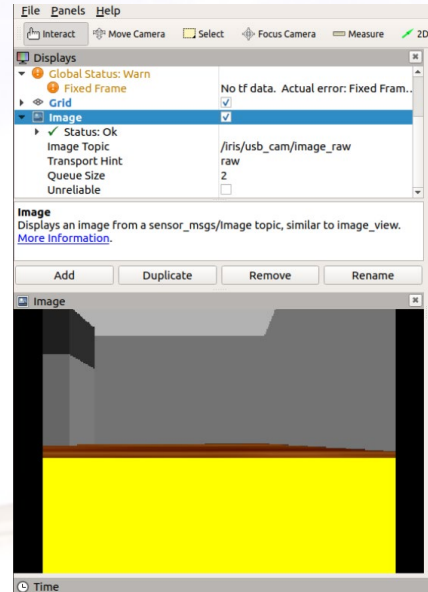 File Panels Help
Interact Move Camera Select Focus Camera Measure 2D
Displays
Global Status: Warn
Fixed Frame No tf data. Actual error: Fixed Fram..
Grid
Image
Status: Ok
Image Topic /iris/usb_cam/image_raw
Transport Hint raw
Queue Size 2
Unreliable
Image
Displays an image from a sensor_msgs/Image topic, similar to image_view.
More Information.
Add Duplicate Remove Rename
Image
Time